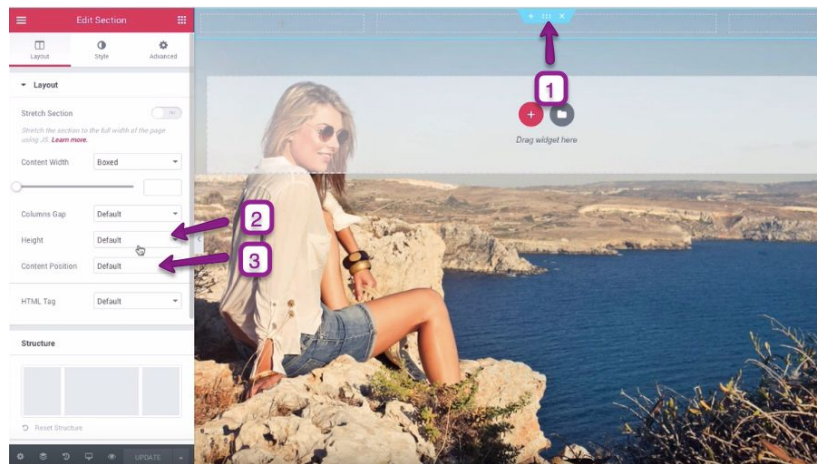 Edit Section
Layout
Style
Advanced
Layout
Stretch Section
Stretch the section to the full width of the page
using JS. Learn more.
Content Width
Boxed
Columns Gap
Default
Height
Default
Content Position
Default
HTML Tag
Default
Structure
Reset Structure
UPDATE
1
Drag widget here
2
3